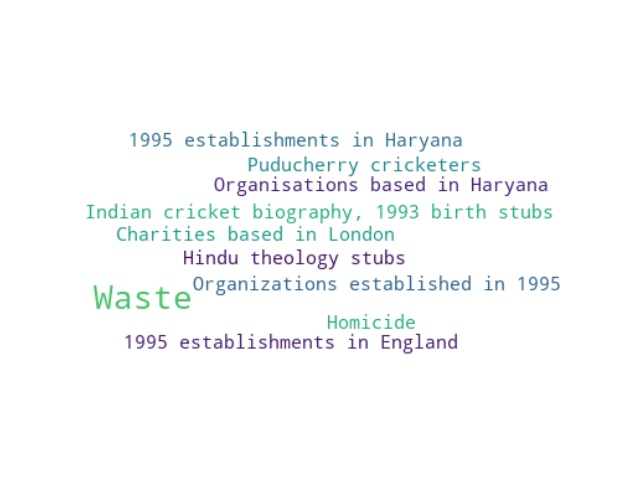 1995 establishments in Haryana
Puducherry cricketers
Organisations based in Haryana
Indian cricket biography, 1993 birth stubs
Charities based in London
Hindu theology stubs
Organizations established in 1995
Waste
Homicide
1995 establishments in England